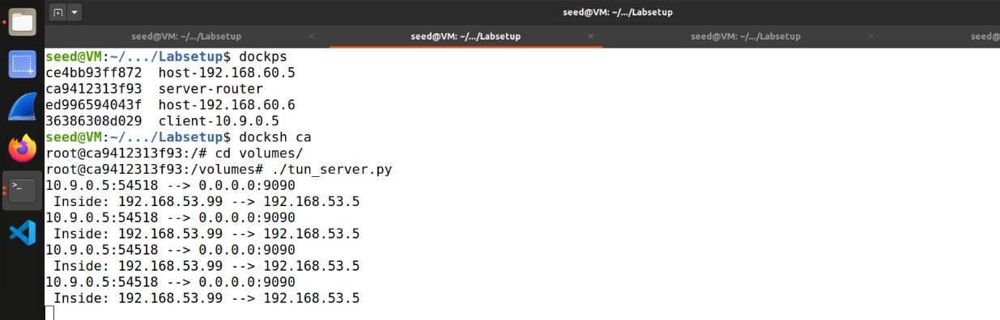 seed@VM: ~/.../Labsetup
seed@VM: ~/.../Labsetup
seed@VM: ~/.../Labsetup
seed@VM: ~/.../Labsetup
seed@
seed@VM:~/.../Labsetup$ dockps
ce4bb93ff872  host-192.168.60.5
ca9412313f93  server-router
ed996594043f  host-192.168.60.6
36386308d029  client-10.9.0.5
seed@VM:~/.../Labsetup$ docksh ca
root@ca9412313f93:/# cd volumes/
root@ca9412313f93:/volumes# ./tun_server.py
10.9.0.5:54518 --> 0.0.0.0:9090
 Inside: 192.168.53.99 --> 192.168.53.5
10.9.0.5:54518 --> 0.0.0.0:9090
 Inside: 192.168.53.99 --> 192.168.53.5
10.9.0.5:54518 --> 0.0.0.0:9090
 Inside: 192.168.53.99 --> 192.168.53.5
10.9.0.5:54518 --> 0.0.0.0:9090
 Inside: 192.168.53.99 --> 192.168.53.5